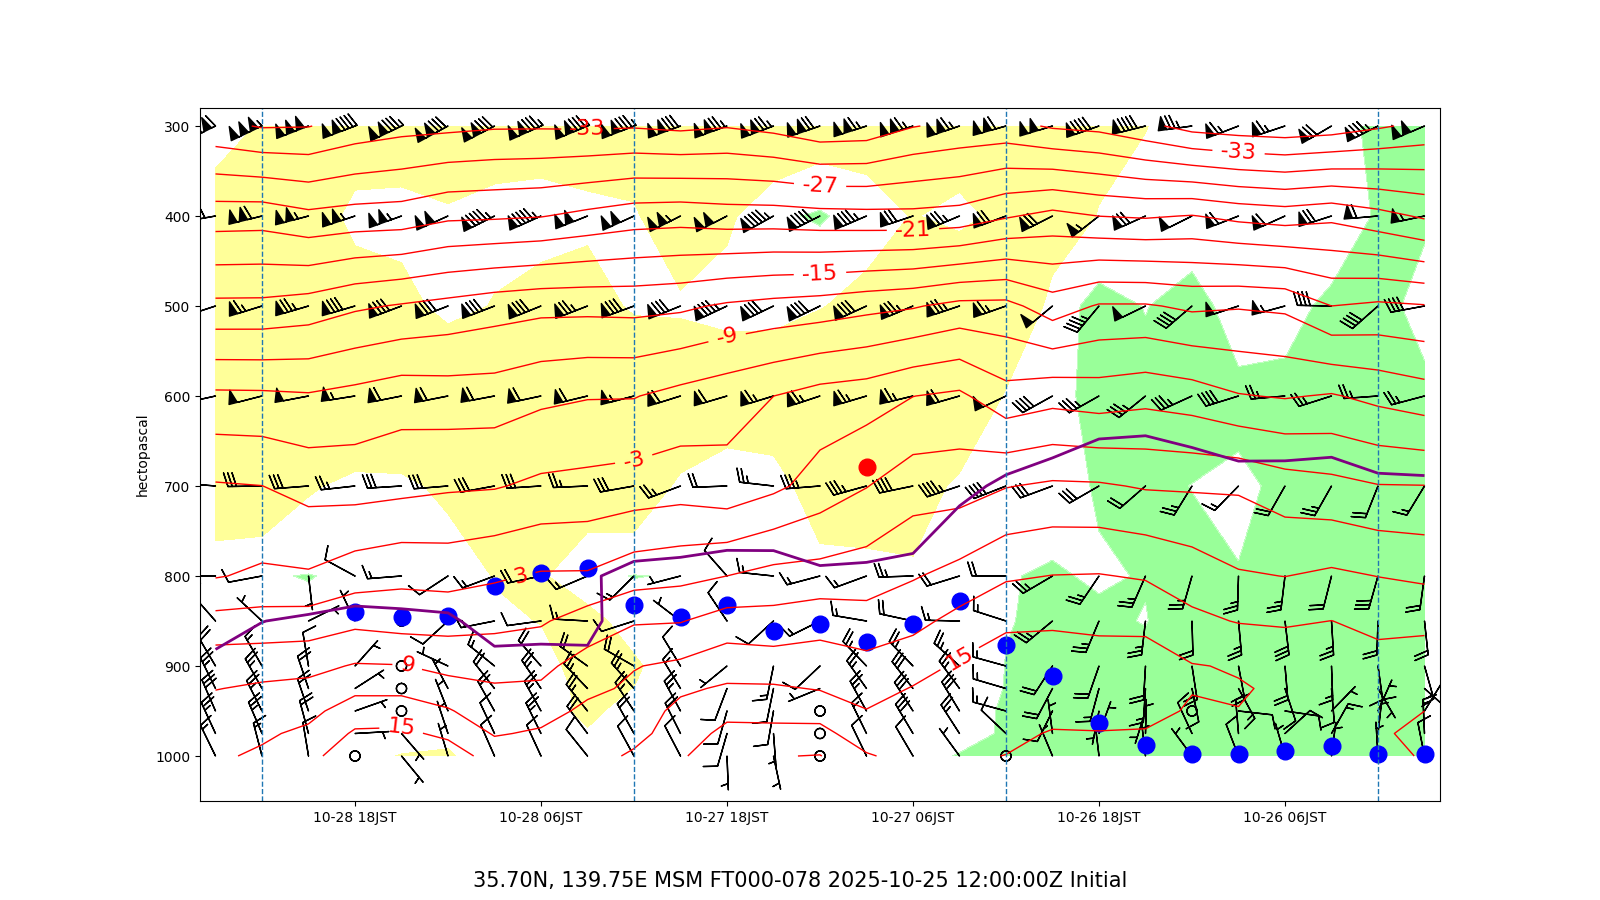 hectopascal
300
400
500
600
700
800
900
1000
-33
-33
-27
-21
-15
-9
-3
3
9
15
15
10-28 18JST
10-28 06JST
10-27 18JST
10-27 06JST
10-26 18JST
10-26 06JST
35.70N, 139.75E MSM FT000-078 2025-10-25 12:00:00Z Initial